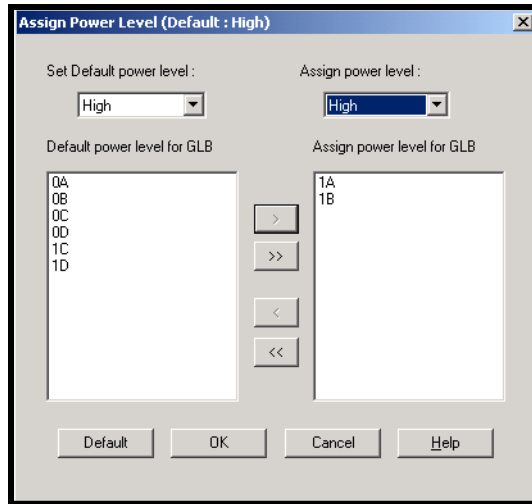 Assign Power Level (Default : High)
Set Default power level :
Assign power level :
High
High
Default power level for GLB
Assign power level for GLB
0A
0B
0C
0D
1C
1D
1A
1B
>
>>
<
<<
Default
OK
Cancel
Help